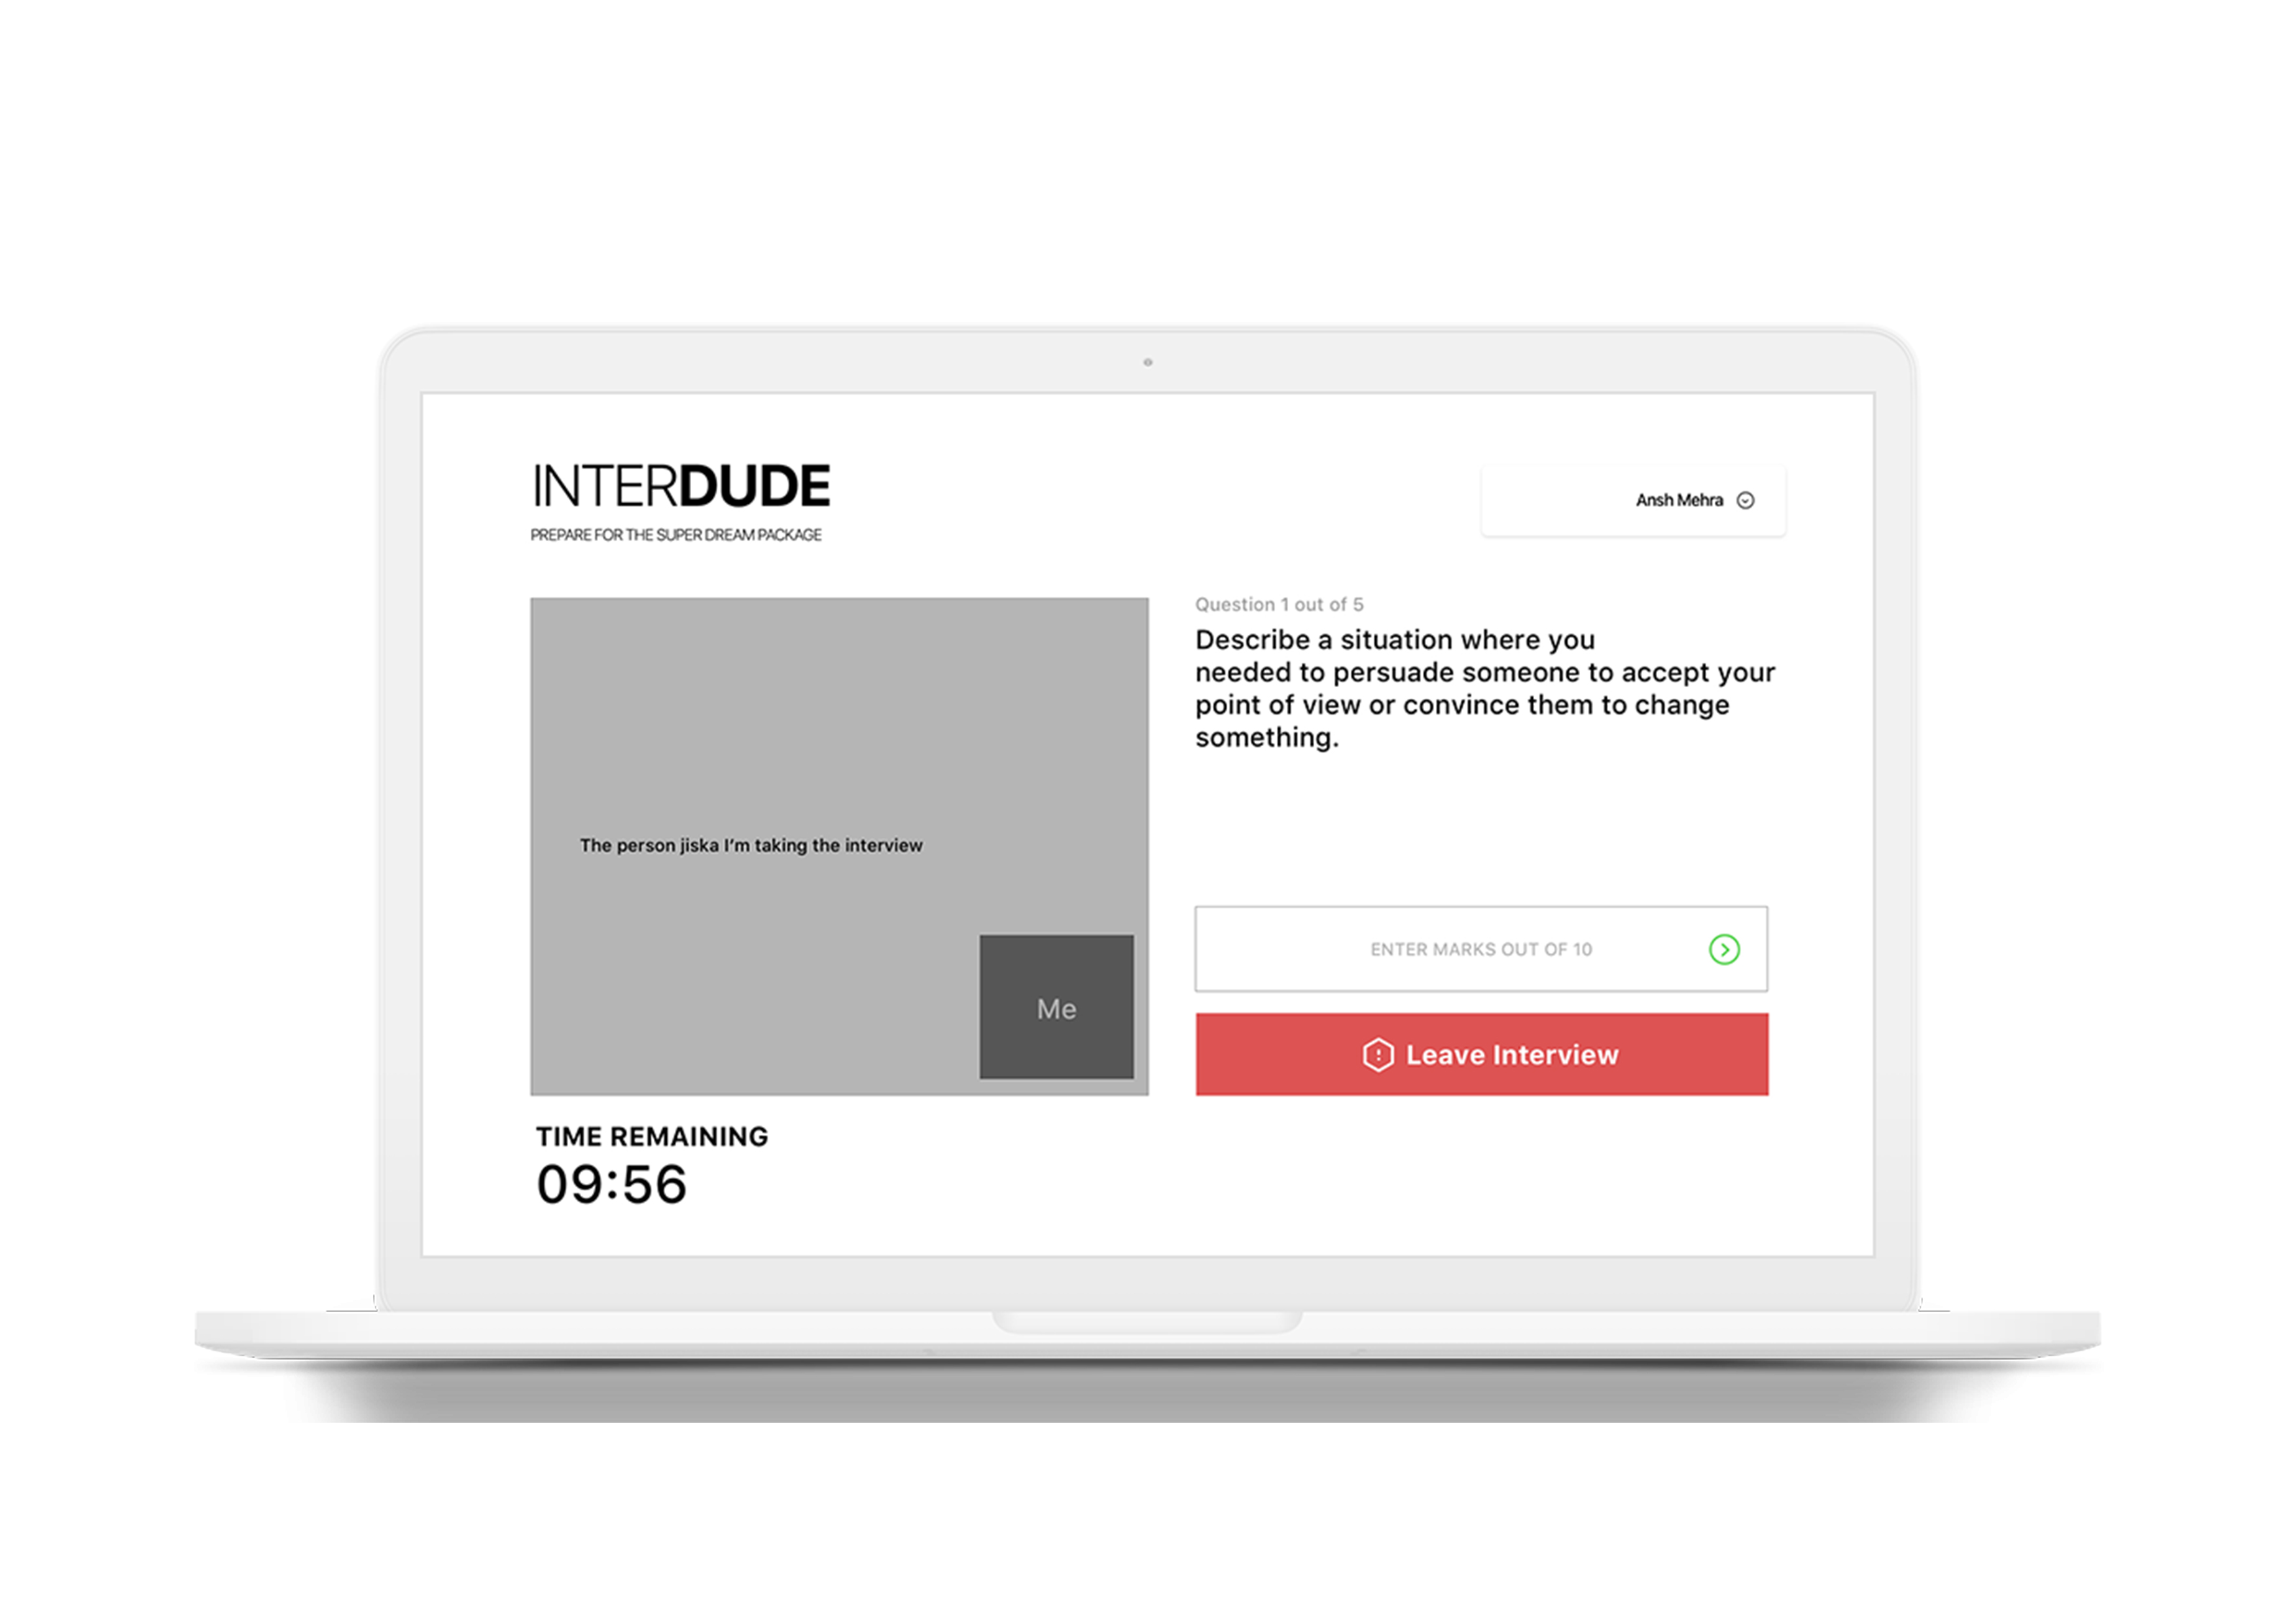 INTERDUDE
PREPARE FOR THE SUPER DREAM PACKAGE
Ansh Mehra
The person jiska I’m taking the interview
Me
TIME REMAINING
09:56
Question 1 out of 5
Describe a situation where you
needed to persuade someone to accept your
point of view or convince them to change
something.
ENTER MARKS OUT OF 10
Leave Interview